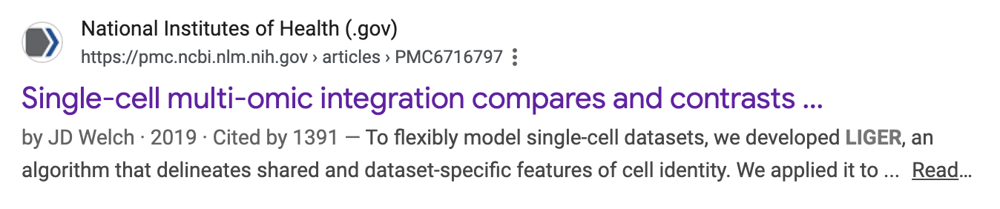 National Institutes of Health (.gov)
https://pmc.ncbi.nlm.nih.gov › articles › PMC6716797
Single-cell multi-omic integration compares and contrasts ...
by JD Welch · 2019 · Cited by 1391 — To flexibly model single-cell datasets, we developed LIGER, an
algorithm that delineates shared and dataset-specific features of cell identity. We applied it to ... Read...